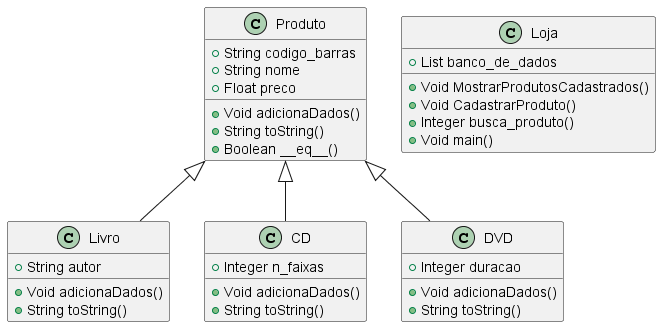 C Produto
String codigo_barras
String nome
Float preco
Void adicionaDados()
String toString()
Boolean __eq__()
C Loja
List banco_de_dados
Void MostrarProdutosCadastrados()
Void CadastrarProduto()
Integer busca_produto()
Void main()
C Livro
String autor
Void adicionaDados()
String toString()
C CD
Integer n_faixas
Void adicionaDados()
String toString()
C DVD
Integer duracao
Void adicionaDados()
String toString()